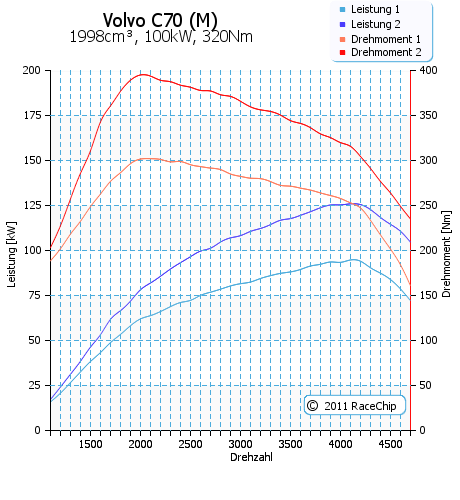 Volvo C70 (M)
1998cm³, 100kW, 320Nm
Leistung 1
Leistung 2
Drehmoment 1
Drehmoment 2
200
175
150
125
100
75
50
25
0
Leistung [kW]
400
350
300
250
200
150
100
50
0
Drehmoment [Nm]
1500 2000 2500 3000 3500 4000 4500
Drehzahl
© 2011 RaceChip